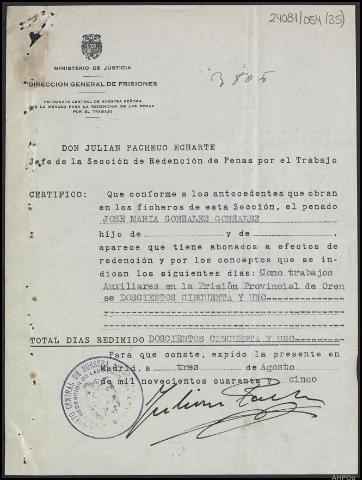 24081/054 (35)
MINISTERIO DE JUSTICIA
DIRECCION GENERAL DE PRISIONES
PATRONATO CENTRAL DE NUESTRA SEÑORA
DE LA MERCED PARA LA REDENCIÓN DE LAS PENAS
POR EL TRABAJO
3805
DON JULIAN PACHECO ECHARTE
Jefe de la Sección de Redención de Penas por el Trabajo
CERTIFICO: Que conforme a los antecedentes que obran
en los ficheros de esta Sección, el penado
JOSE MARIA GONZALEZ GONZALEZ
hijo de y de
aparece que tiene abonados a efectos de
redención y por los conceptos que se in-
dican los siguientes días: Como trabajos
Auxiliares en la Prisión Provincial de Oren
se DOSCIENTOS CINCUENTA Y UNO
TOTAL DIAS REDIMIDO DOSCIENTOS CINCUENTA Y UNO
Para que conste, expido la presente en
Madrid, a tres de Agosto
de mil novecientos cuarenta y cinco
CENTRAL DE NUESTRA
AHPOu